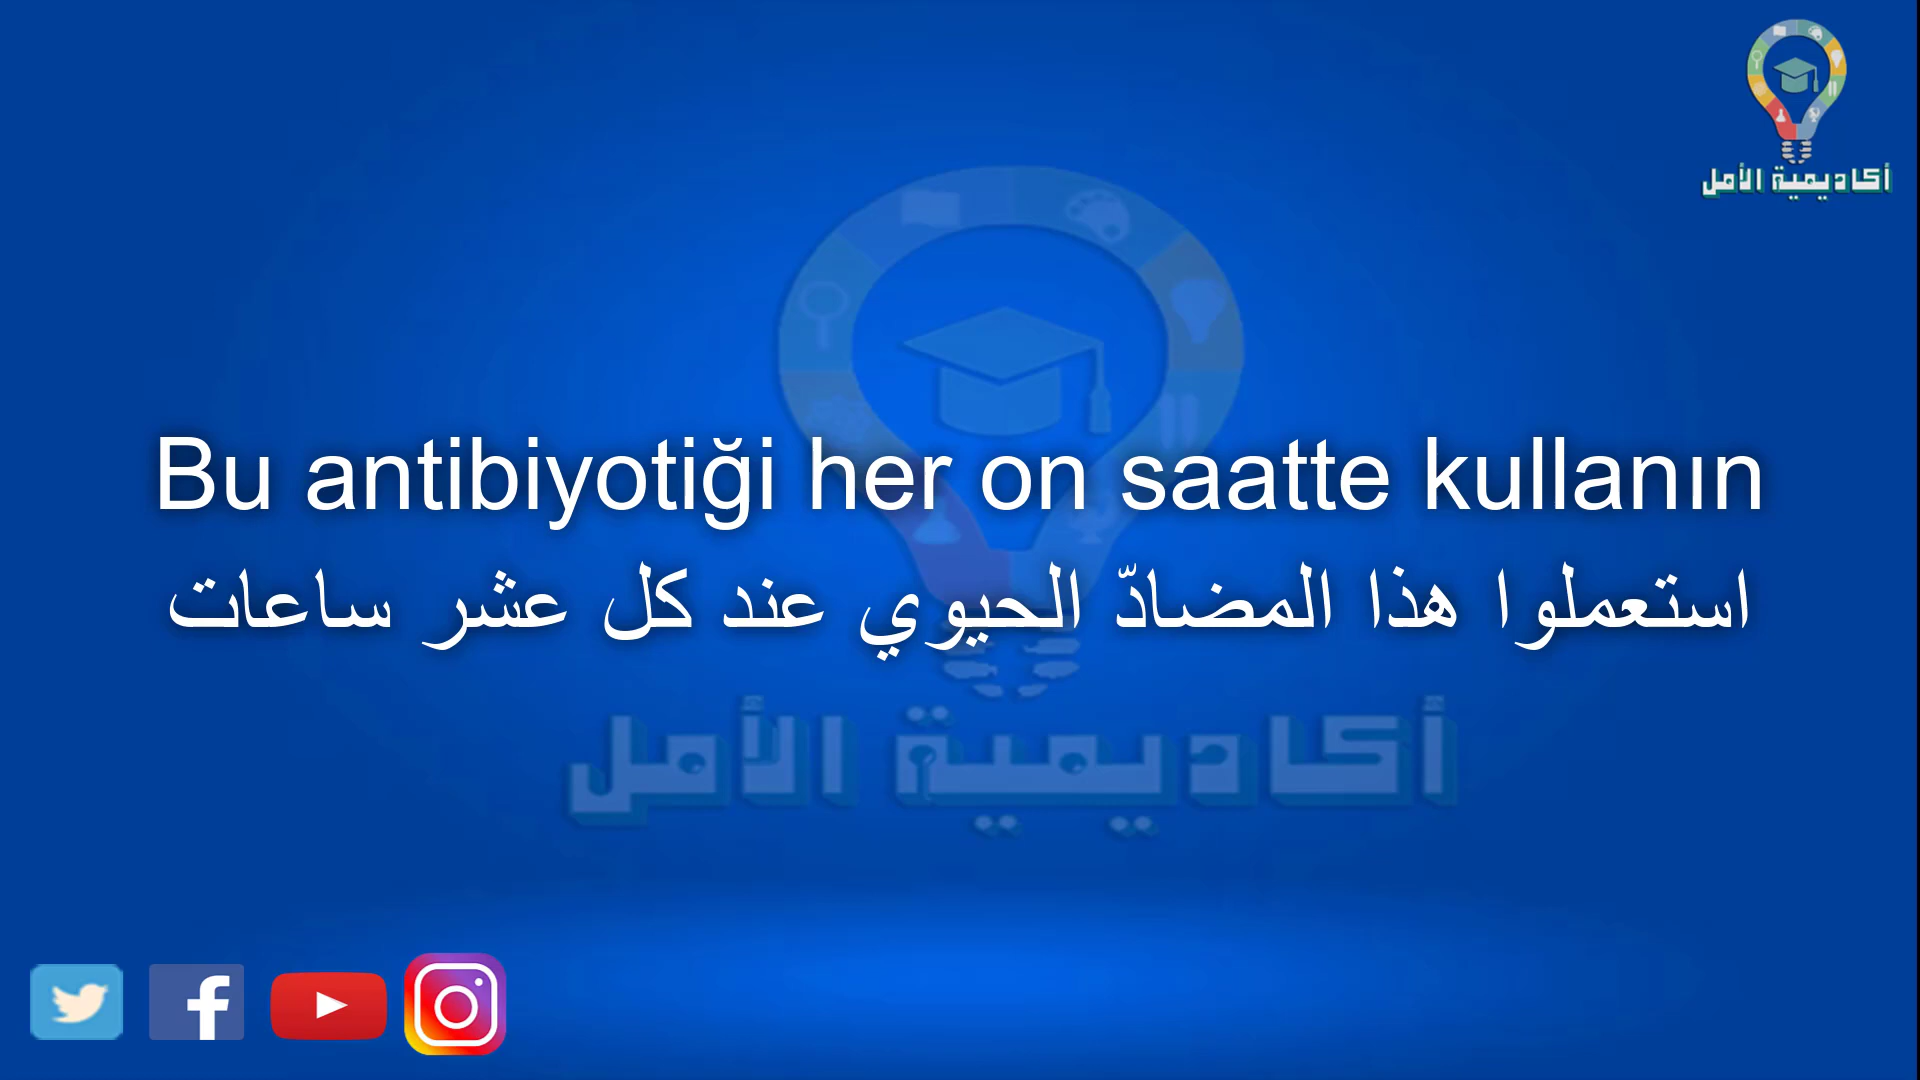 أكاديمية الأمل
Bu antibiyotiği her on saatte kullanın
استعملوا هذا المضادّ الحيوي عند كل عشر ساعات
أكاديمية الأمل